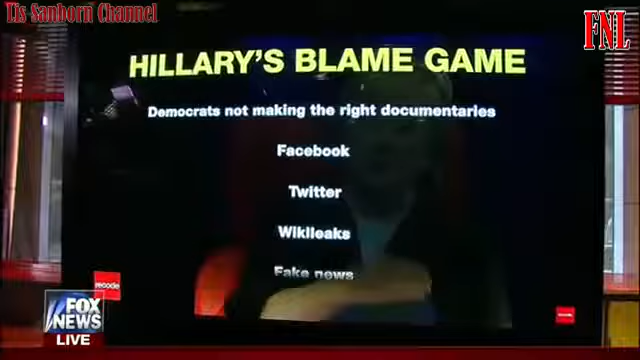 Tis Sanborn Channel
FNL
HILLARY'S BLAME GAME
Democrats not making the right documentaries
Facebook
Twitter
Wikileaks
Fake news
recode
recode
FOX
NEWS
LIVE